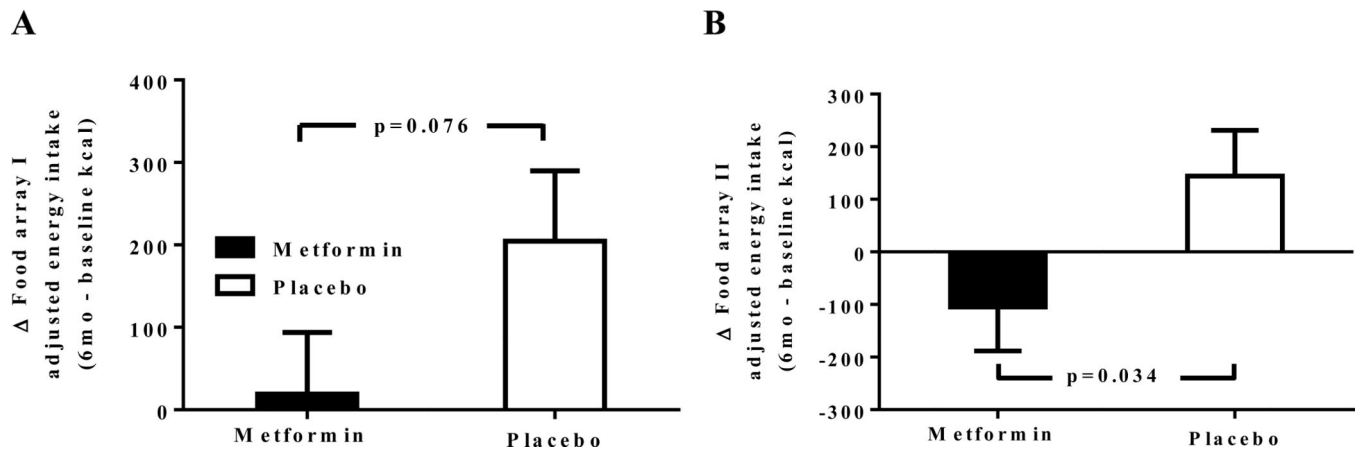 A
Δ Food array I
adjusted energy intake
(6mo - baseline kcal)
400
300
200
100
0
p=0.076
Metformin
Placebo
Metformin
Placebo
B
Δ Food array II
adjusted energy intake
(6mo - baseline kcal)
300
200
100
0
-100
-200
-300
p=0.034
Metformin
Placebo